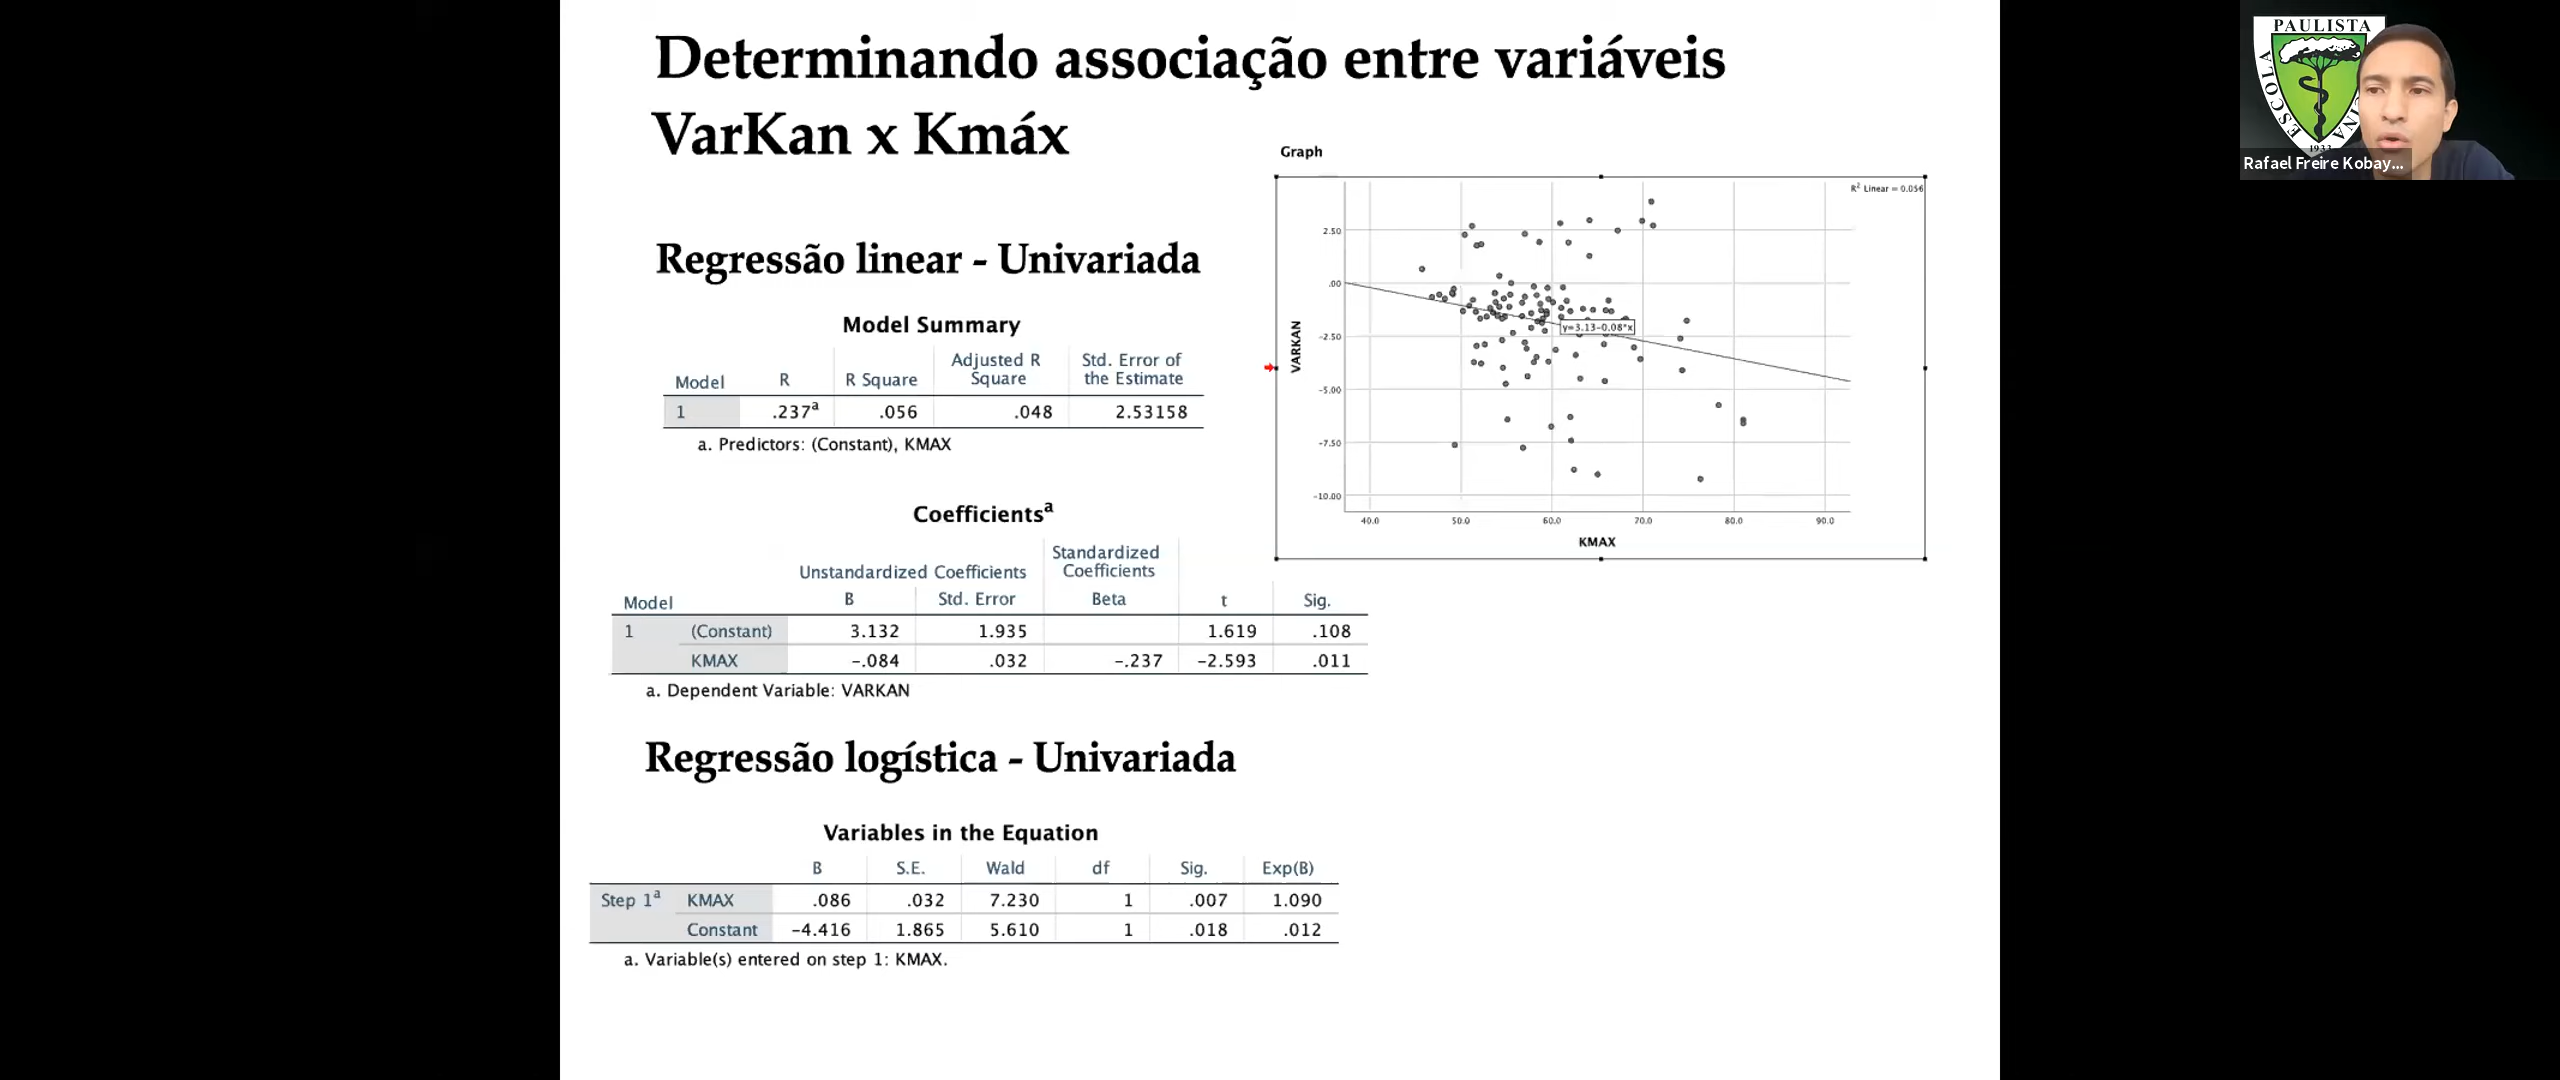 Determinando associação entre variáveis
VarKan x Kmáx
Regressão linear - Univariada
Model Summary
Model R R Square Adjusted R Square Std. Error of the Estimate
1 .237a .056 .048 2.53158
a. Predictors: (Constant), KMAX
Coefficientsa
Unstandardized Coefficients Standardized Coefficients
Model B Std. Error Beta t Sig.
1 (Constant) 3.132 1.935 1.619 .108
KMAX -.084 .032 -.237 -2.593 .011
a. Dependent Variable: VARKAN
Regressão logística - Univariada
Variables in the Equation
B S.E. Wald df Sig. Exp(B)
Step 1a KMAX .086 .032 7.230 1 .007 1.090
Constant -4.416 1.865 5.610 1 .018 .012
a. Variable(s) entered on step 1: KMAX.
Graph
R2 Linear = 0.056
2.50
.00
-2.50
-5.00
-7.50
-10.00
VARKAN
y=3.13-0.08*x
40.0 50.0 60.0 70.0 80.0 90.0
KMAX
PAULISTA
ESCOLA
1933
Rafael Freire Kobay...